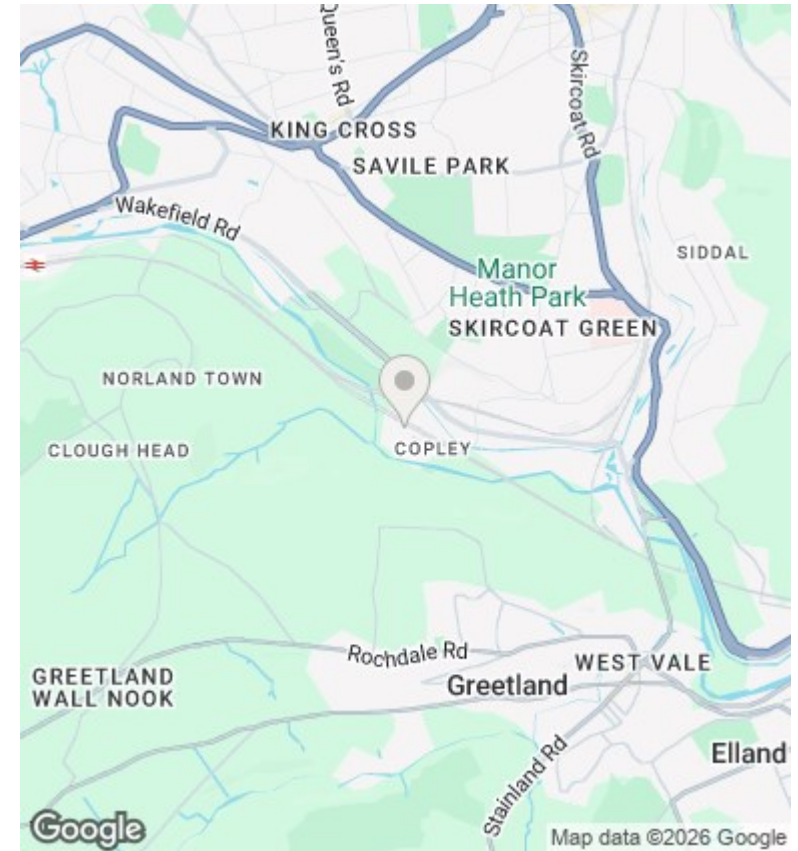 Queen's Rd
Skircoat Rd
KING CROSS
SAVILE PARK
Wakefield Rd
SIDDAL
Manor
Heath Park
SKIRCOAT GREEN
NORLAND TOWN
CLOUGH HEAD
COPLEY
Rochdale Rd
WEST VALE
GREETLAND
WALL NOOK
Greetland
Elland
Stainland Rd
Google
Map data ©2026 Google